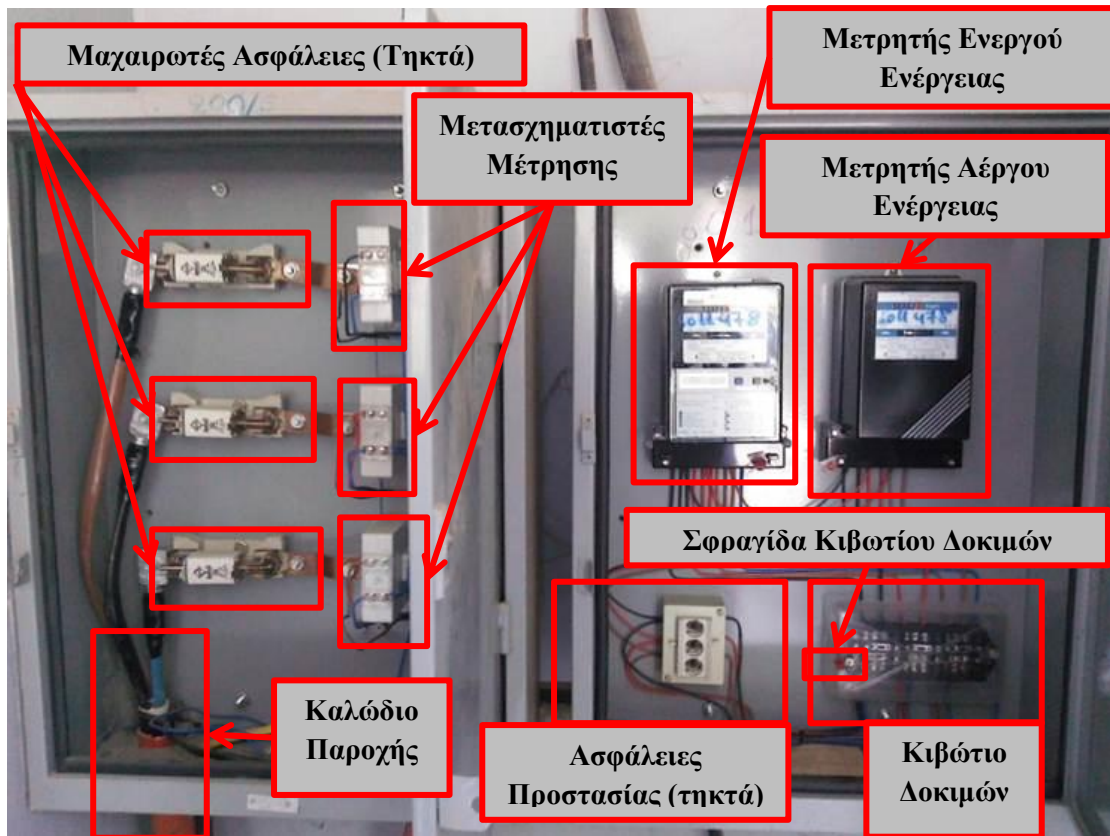 Μαχαιρωτές Ασφάλειες (Τηκτά)
Μετασχηματιστές
Μέτρησης
Μετρητής Ενεργού
Ενέργειας
Μετρητής Αέργου
Ενέργειας
Σφραγίδα Κιβωτίου Δοκιμών
Καλώδιο
Παροχής
Ασφάλειες
Προστασίας (τηκτά)
Κιβώτιο
Δοκιμών